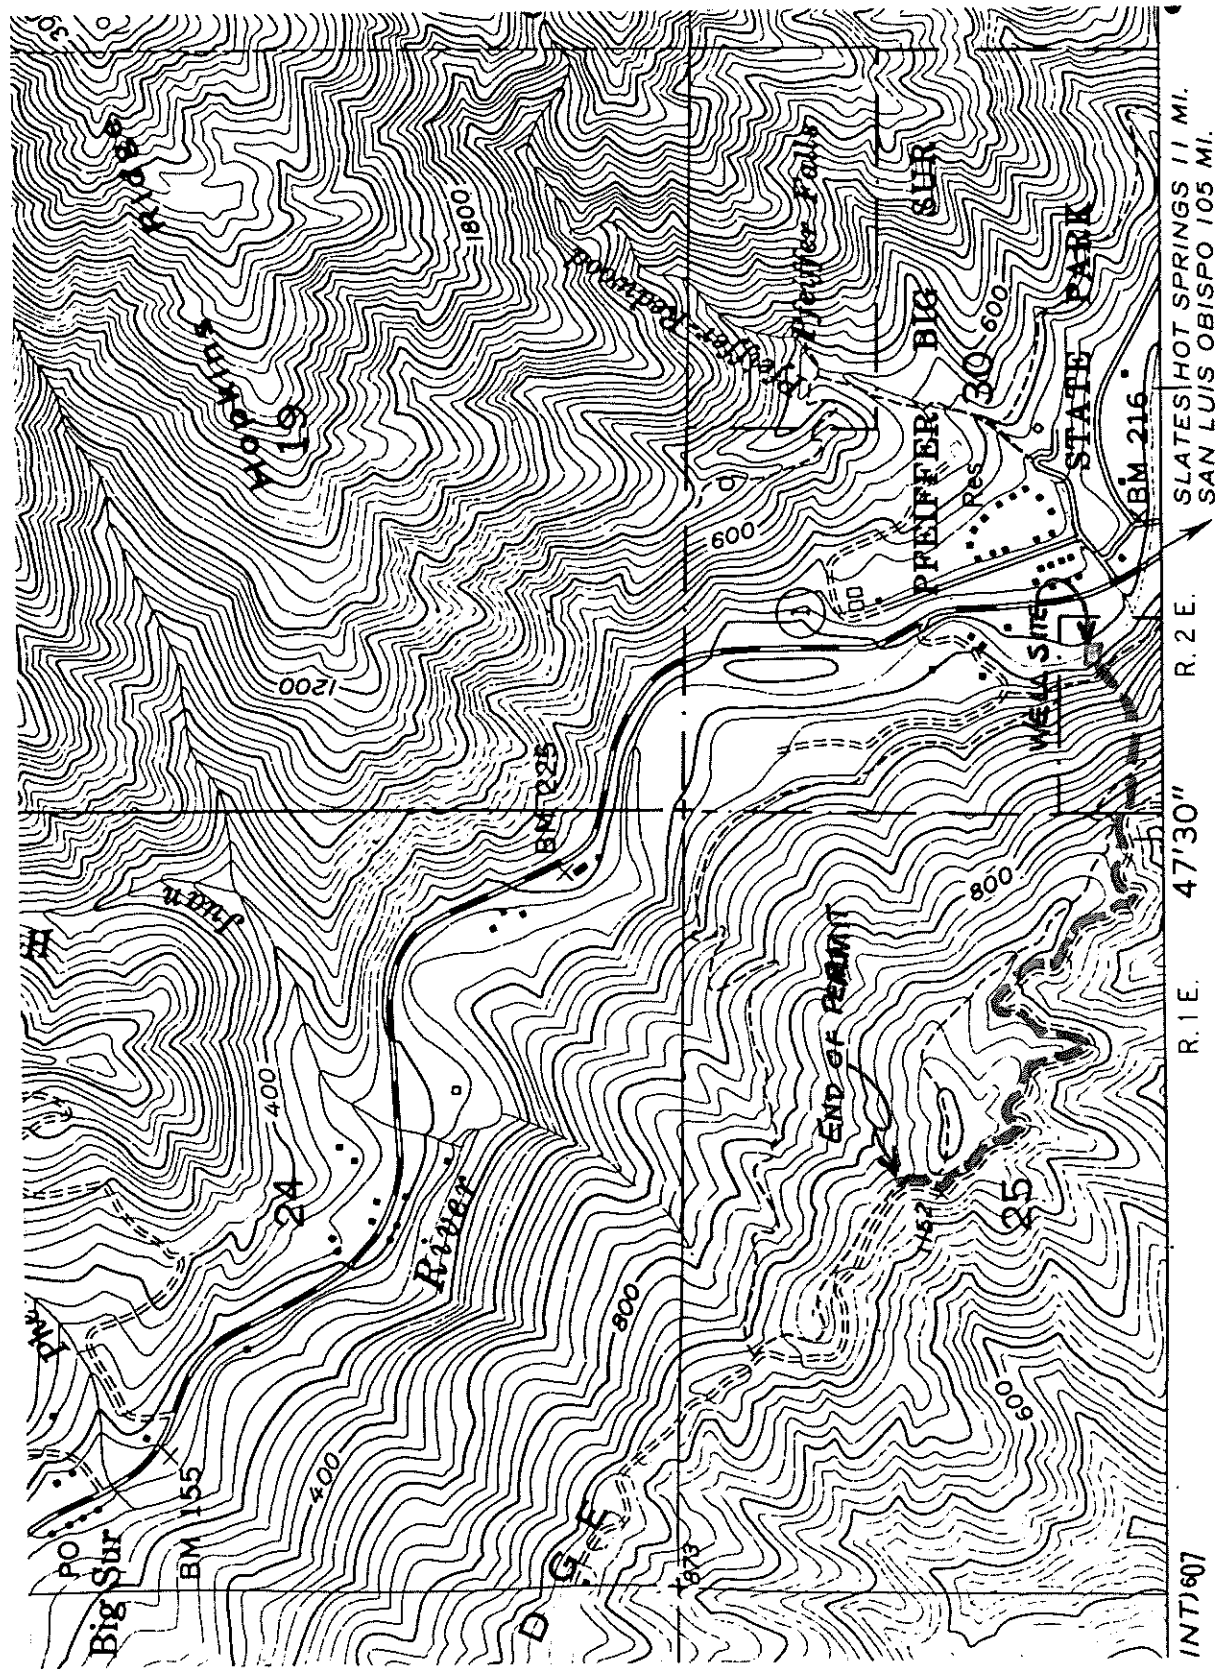 PO
Big Sur
BM 155
Juan
Hopkins Ridge
19
24
400
1200
400
River
1800
BM 225
D G E
800
Pfeiffer-Redwood
873
600
Pfeiffer Falls
1
END OF PERMIT
PFEIFFER BIG SUR
1162
800
Res
30
600
25
600
WELL SITE
STATE PARK
BM 216
INT) 607
R. 1 E.
47'30"
R. 2 E.
SLATES HOT SPRINGS 11 MI.
SAN LUIS OBISPO 105 MI.